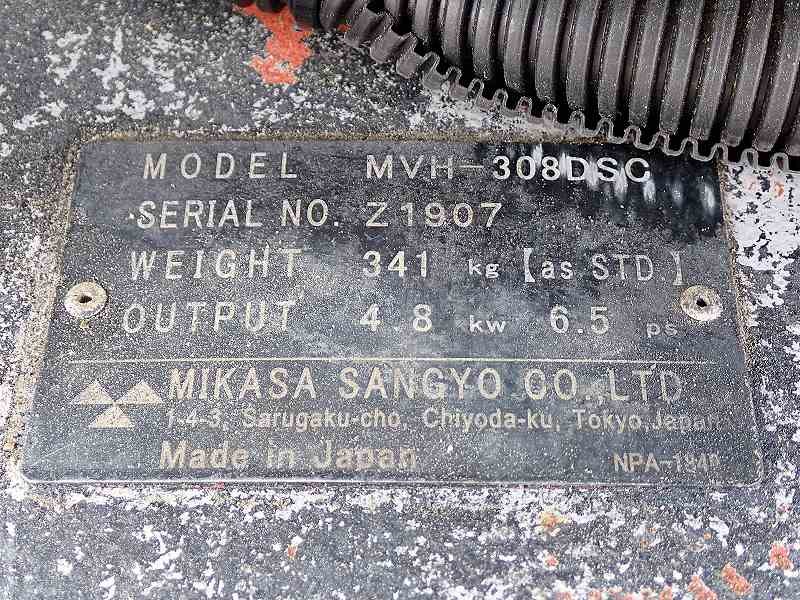 MODEL MVH-308DSC
SERIAL NO. Z1907
WEIGHT 341 kg【as STD.】
OUTPUT 4.8 kw 6.5 ps
MIKASA SANGYO CO.,LTD.
1-4-3, Sarugaku-cho, Chiyoda-ku, Tokyo,Japan
Made in Japan